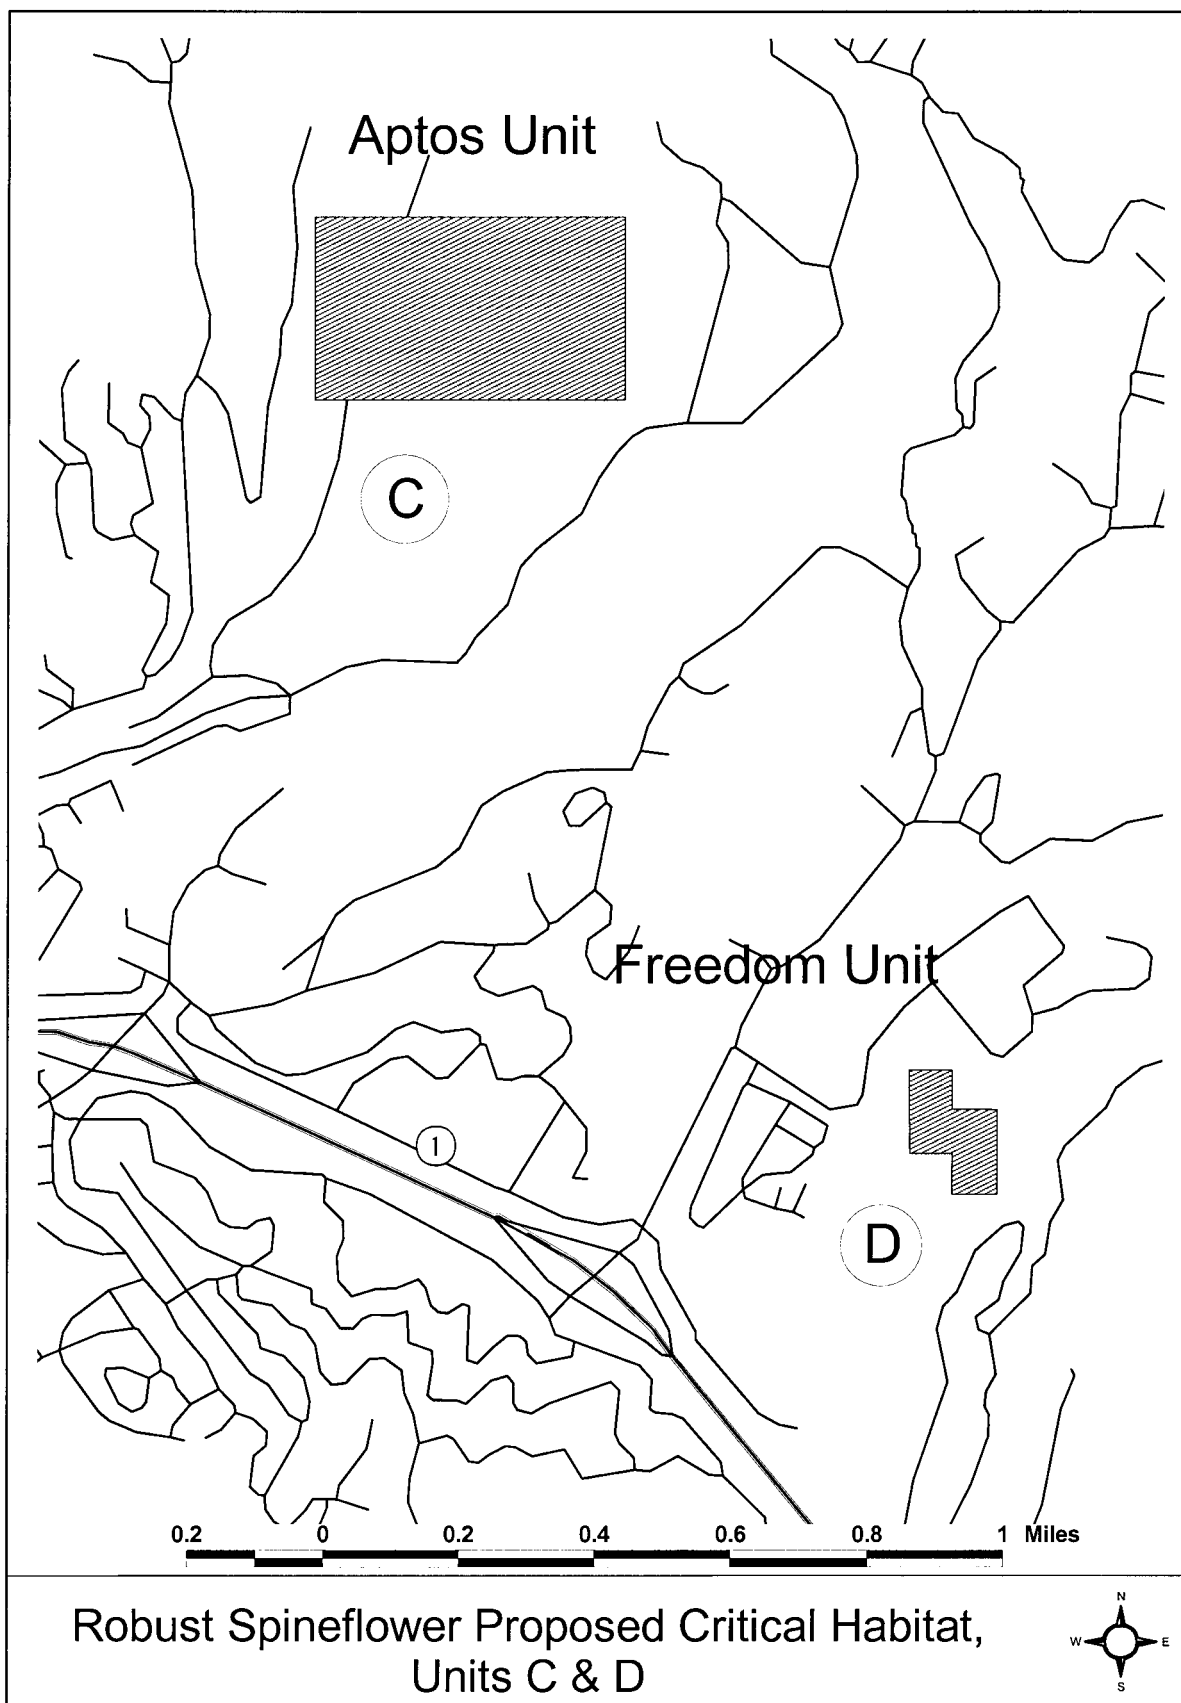 Aptos Unit
C
Freedom Unit
1
D
0.2 0 0.2 0.4 0.6 0.8 1 Miles
Robust Spineflower Proposed Critical Habitat,
Units C & D
N
W E
S